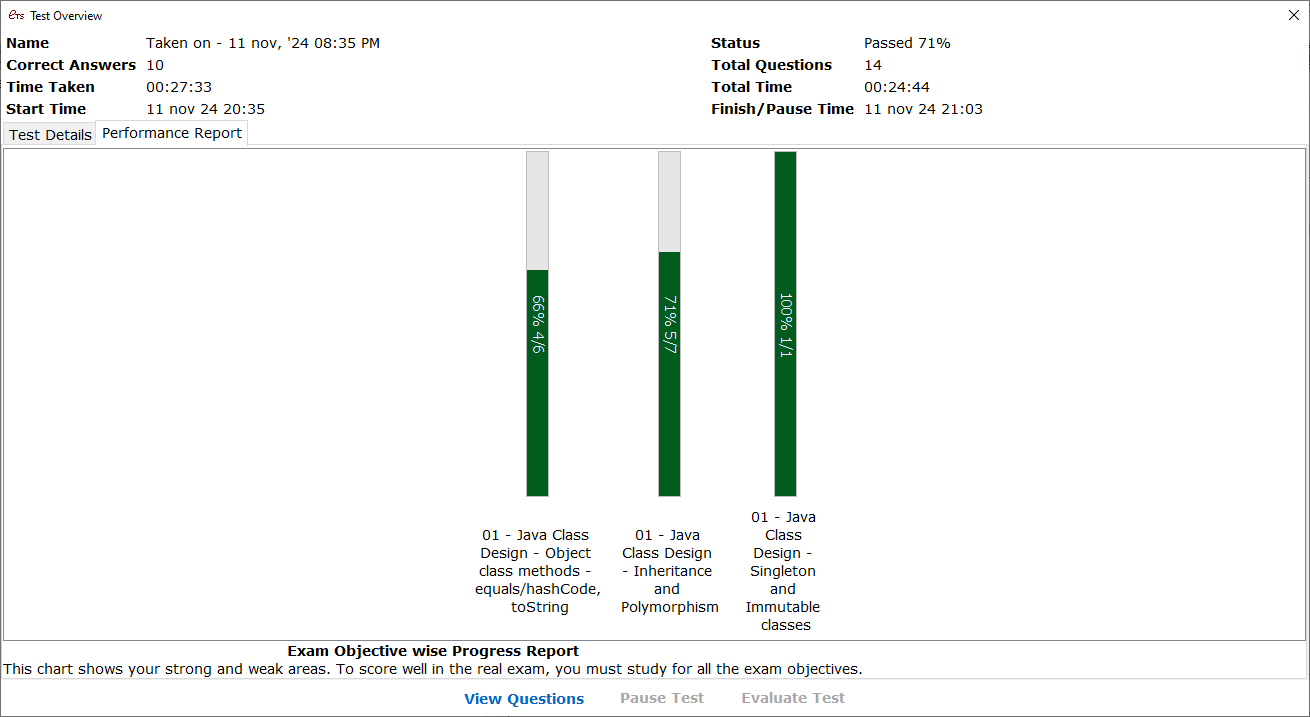 ETS Test Overview
Name Taken on - 11 nov, '24 08:35 PM Status Passed 71%
Correct Answers 10 Total Questions 14
Time Taken 00:27:33 Total Time 00:24:44
Start Time 11 nov 24 20:35 Finish/Pause Time 11 nov 24 21:03
Test Details Performance Report
66% 4/6
71% 5/7
100% 1/1
01 - Java Class
Design - Object
class methods -
equals/hashCode,
toString
01 - Java
Class Design
- Inheritance
and
Polymorphism
01 - Java
Class
Design -
Singleton
and
Immutable
classes
Exam Objective wise Progress Report
This chart shows your strong and weak areas. To score well in the real exam, you must study for all the exam objectives.
View Questions Pause Test Evaluate Test